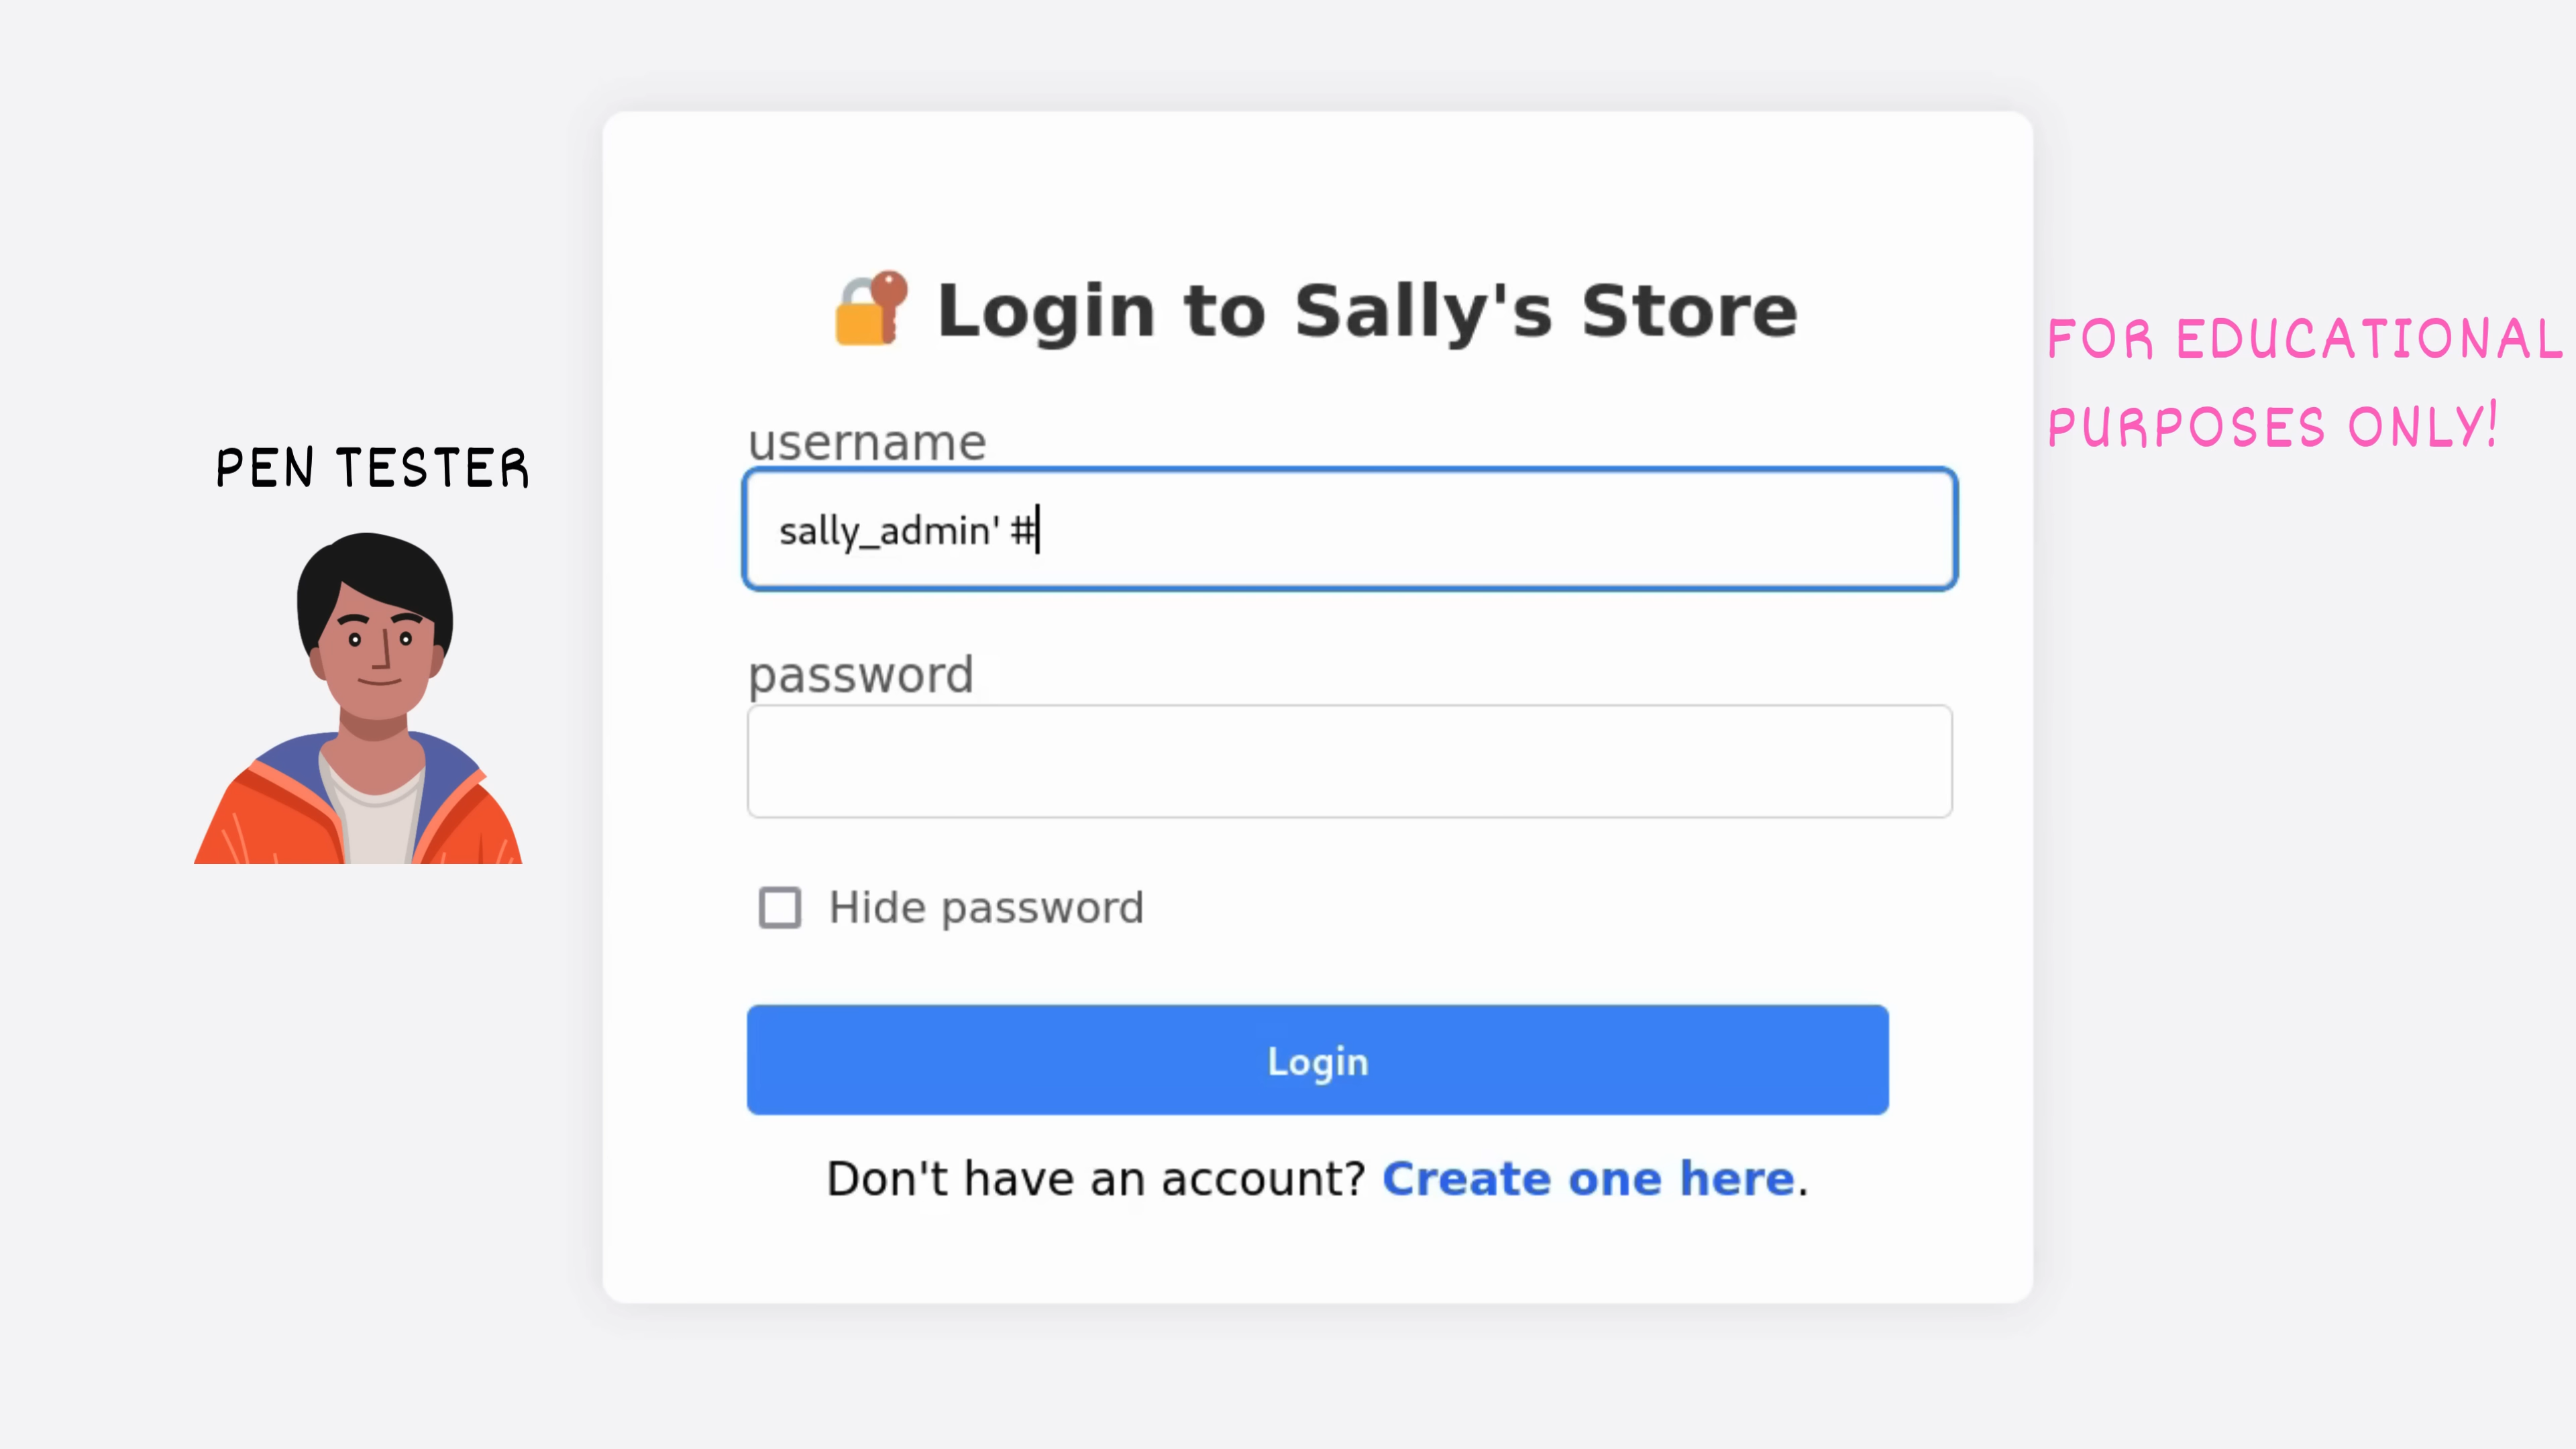 🔐 Login to Sally's Store
FOR EDUCATIONAL
PURPOSES ONLY!
username
PEN TESTER
sally_admin' #
password
Hide password
Login
Don't have an account? Create one here.